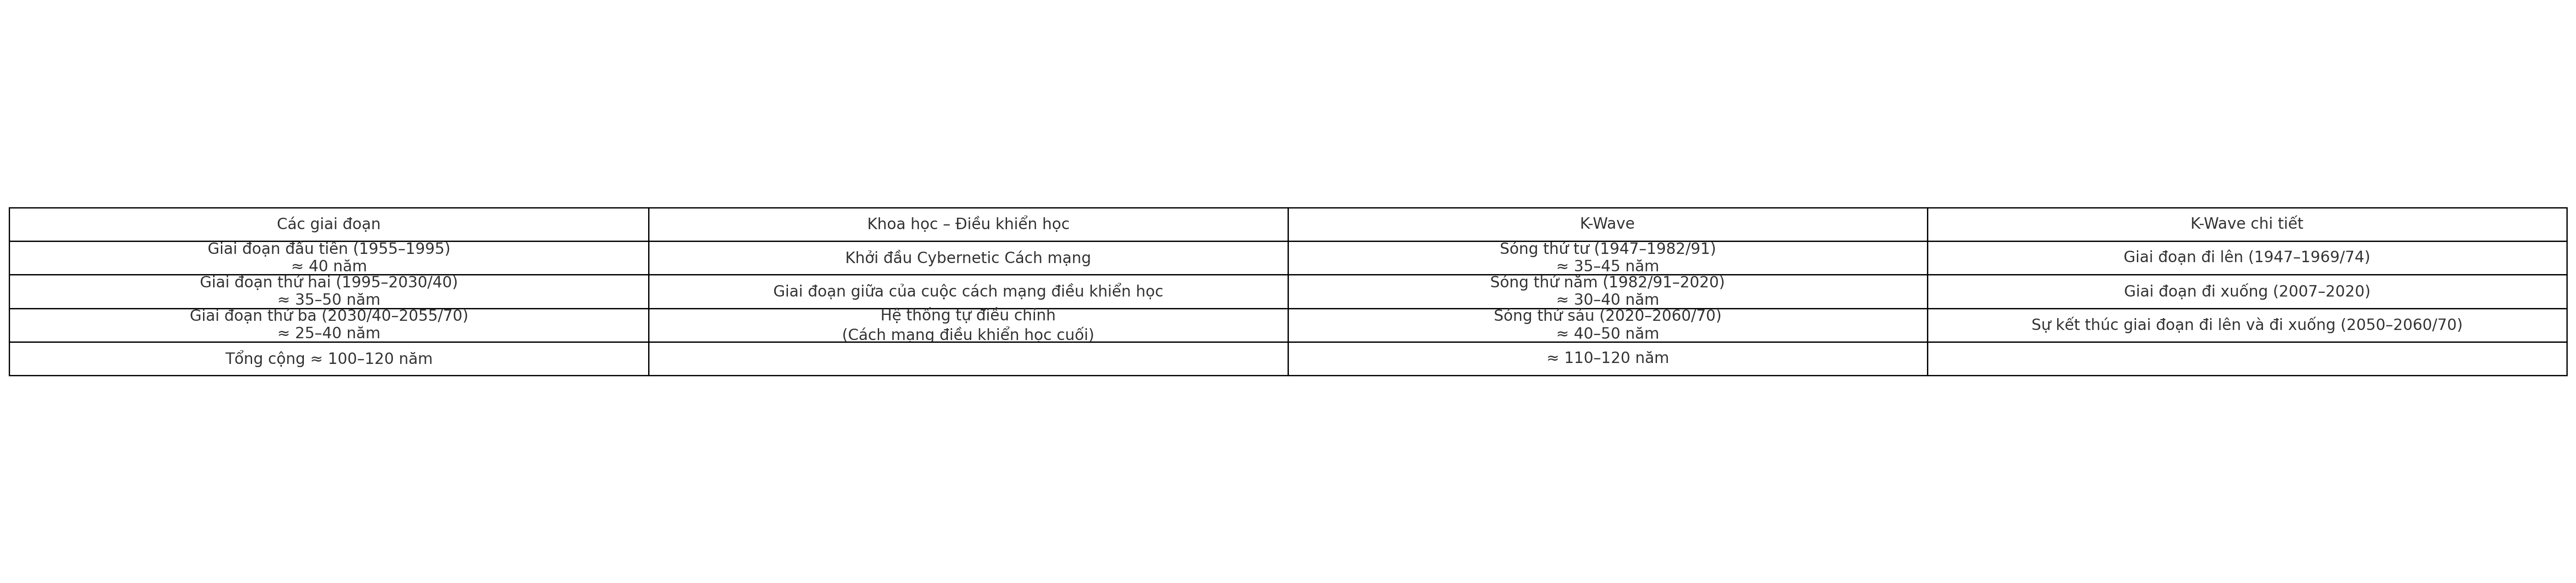 Các giai đoạn
Khoa học – Điều khiển học
K-Wave
K-Wave chi tiết
Giai đoạn đầu tiên (1955–1995)
≈ 40 năm
Khởi đầu Cybernetic Cách mạng
Sóng thứ tư (1947–1982/91)
≈ 35–45 năm
Giai đoạn đi lên (1947–1969/74)
Giai đoạn thứ hai (1995–2030/40)
≈ 35–50 năm
Giai đoạn giữa của cuộc cách mạng điều khiển học
Sóng thứ năm (1982/91–2020)
≈ 30–40 năm
Giai đoạn đi xuống (2007–2020)
Giai đoạn thứ ba (2030/40–2055/70)
≈ 25–40 năm
Hệ thống tự điều chỉnh
(Cách mạng điều khiển học cuối)
Sóng thứ sáu (2020–2060/70)
≈ 40–50 năm
Sự kết thúc giai đoạn đi lên và đi xuống (2050–2060/70)
Tổng cộng ≈ 100–120 năm
≈ 110–120 năm